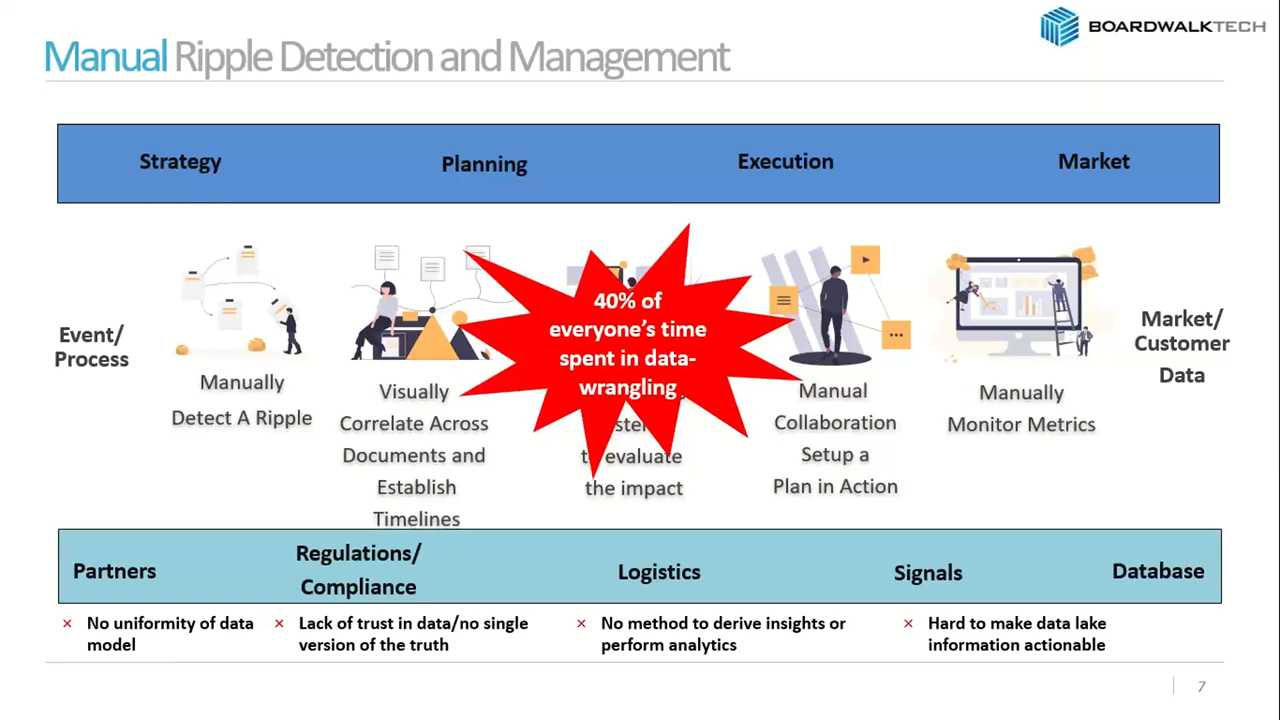 BOARDWALKTECH
Manual Ripple Detection and Management
Strategy
Planning
Execution
Market
Event/
Process
Manually
Detect A Ripple
Visually
Correlate Across
Documents and
Establish
Timelines
40% of
everyone’s time
spent in data-
wrangling
evaluate
the impact
Manual
Collaboration
Setup a
Plan in Action
Manually
Monitor Metrics
Market/
Customer
Data
Partners
Regulations/
Compliance
Logistics
Signals
Database
× No uniformity of data
model
× Lack of trust in data/no single
version of the truth
× No method to derive insights or
perform analytics
× Hard to make data lake
information actionable
7